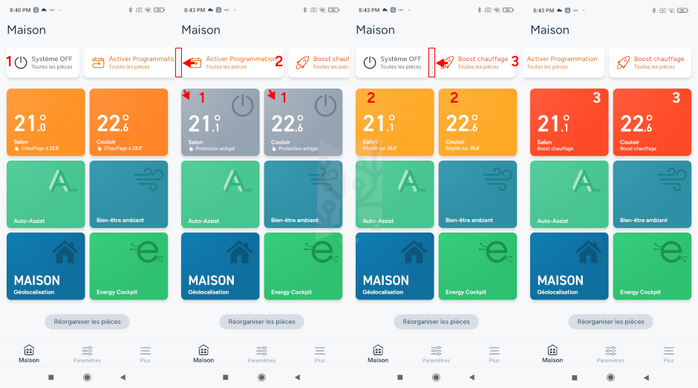 8:40 PM
Maison
1 Système OFF
Toutes les pièces
Activer Programmatic
Toutes les pièces
21.0
Salon
Chauffage à 23.0°
22.6
Couloir
Chauffage à 23.0°
Auto-Assist
Bien-être ambiant
MAISON
Géolocalisation
Energy Cockpit
Réorganiser les pièces
Maison
Paramètres
Plus
8:43 PM
Maison
Activer Programmation
Toutes les pièces
2
Boost chauf
Toutes les pièces
1
21.1
Salon
Protection antigel
1
22.6
Couloir
Protection antigel
Auto-Assist
Bien-être ambiant
MAISON
Géolocalisation
Energy Cockpit
Réorganiser les pièces
Maison
Paramètres
Plus
8:43 PM
Maison
Système OFF
Toutes les pièces
Boost chauffage
Toutes les pièces
3
2
21.1
Salon
Réglée sur 20.0°
2
22.6
Couloir
Réglée sur 20.0°
Auto-Assist
Bien-être ambiant
MAISON
Géolocalisation
Energy Cockpit
Réorganiser les pièces
Maison
Paramètres
Plus
8:43 PM
Maison
Activer Programmation
Toutes les pièces
Boost chauffage
Toutes les pièces
3
21.1
Salon
Boost chauffage
3
22.6
Couloir
Boost chauffage
Auto-Assist
Bien-être ambiant
MAISON
Géolocalisation
Energy Cockpit
Réorganiser les pièces
Maison
Paramètres
Plus